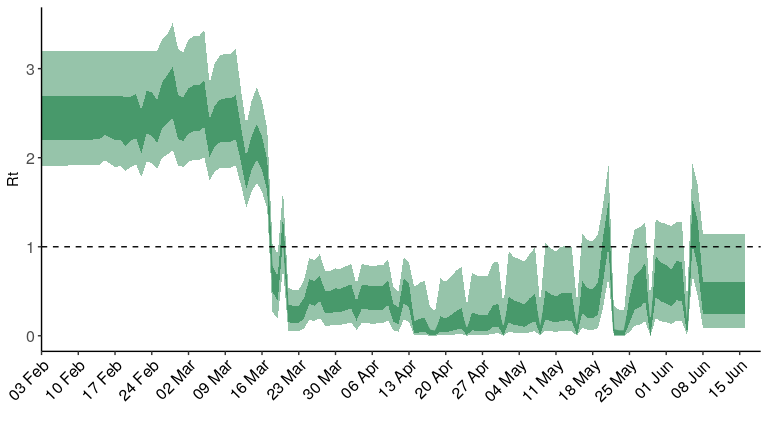 Rt
3
2
1
0
03 Feb
10 Feb
17 Feb
24 Feb
02 Mar
09 Mar
16 Mar
23 Mar
30 Mar
06 Apr
13 Apr
20 Apr
27 Apr
04 May
11 May
18 May
25 May
01 Jun
08 Jun
15 Jun